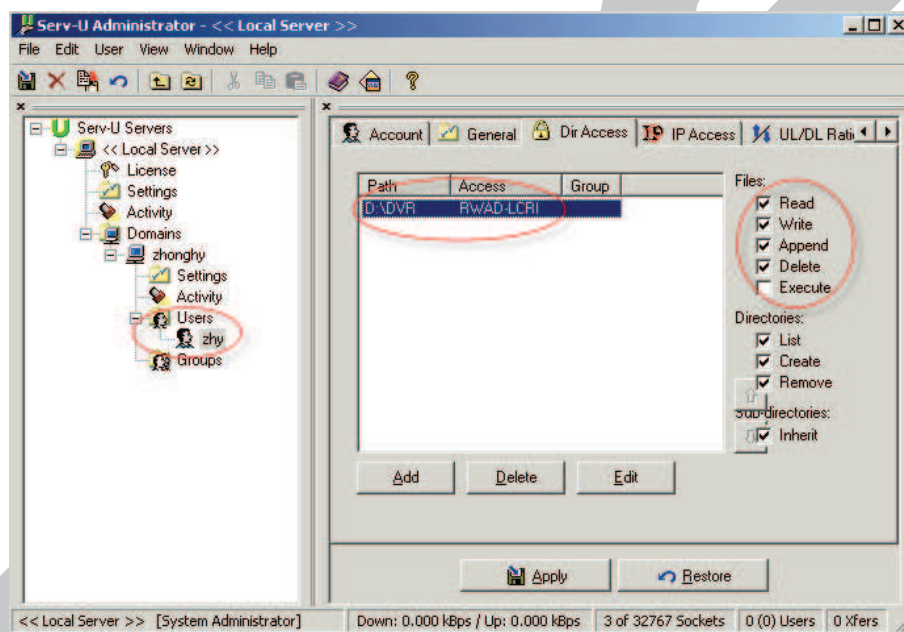 Serv-U Administrator - << Local Server >>
File Edit User View Window Help
Serv-U Servers
<< Local Server >>
License
Settings
Activity
Domains
zhonghy
Settings
Activity
Users
zhy
Groups
Account General Dir Access IP Access UL/DL Rati
Path Access Group
D:\DVR RWAD-LCRI
Files:
Read
Write
Append
Delete
Execute
Directories:
List
Create
Remove
Sub-directories:
Inherit
Add Delete Edit
Apply Restore
<< Local Server >> [System Administrator] Down: 0.000 kBps / Up: 0.000 kBps 3 of 32767 Sockets 0 (0) Users 0 Xfers